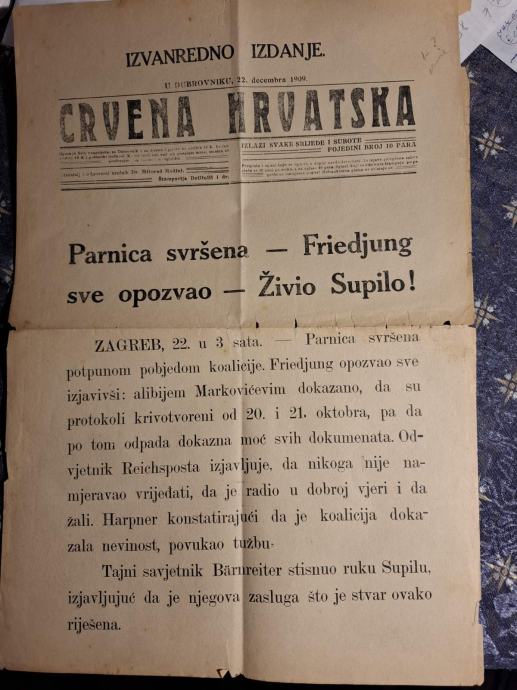 IZVANREDNO IZDANJE.
U DUBROVNIKU, 22. decembra 1909.
CRVENA HRVATSKA
IZLAZI SVAKE SRIJEDE I SUBOTE
POJEDINI BROJ 10 PARA
Parnica svršena — Friedjung
sve opozvao — Živio Supilo!
ZAGREB, 22. u 3 sata. — Parnica svršena
potpunom pobjedom koalicije. Friedjung opozvao sve
izjavivši: alibijem Markovićevim dokazano, da su
protokoli krivotvoreni od 20. i 21. oktobra, pa da
po tom odpada dokazna moć svih dokumenata. Od-
vjetnik Reichsposta izjavljuje, da nikoga nije na-
mjeravao vrijeđati, da je radio u dobroj vjeri i da
žali. Harpner konstatirajući da je koalicija doka-
zala nevinost, povukao tužbu.
Tajni savjetnik Bärnreiter stisnuo ruku Supilu,
izjavljujuć da je njegova zasluga što je stvar ovako
riješena.